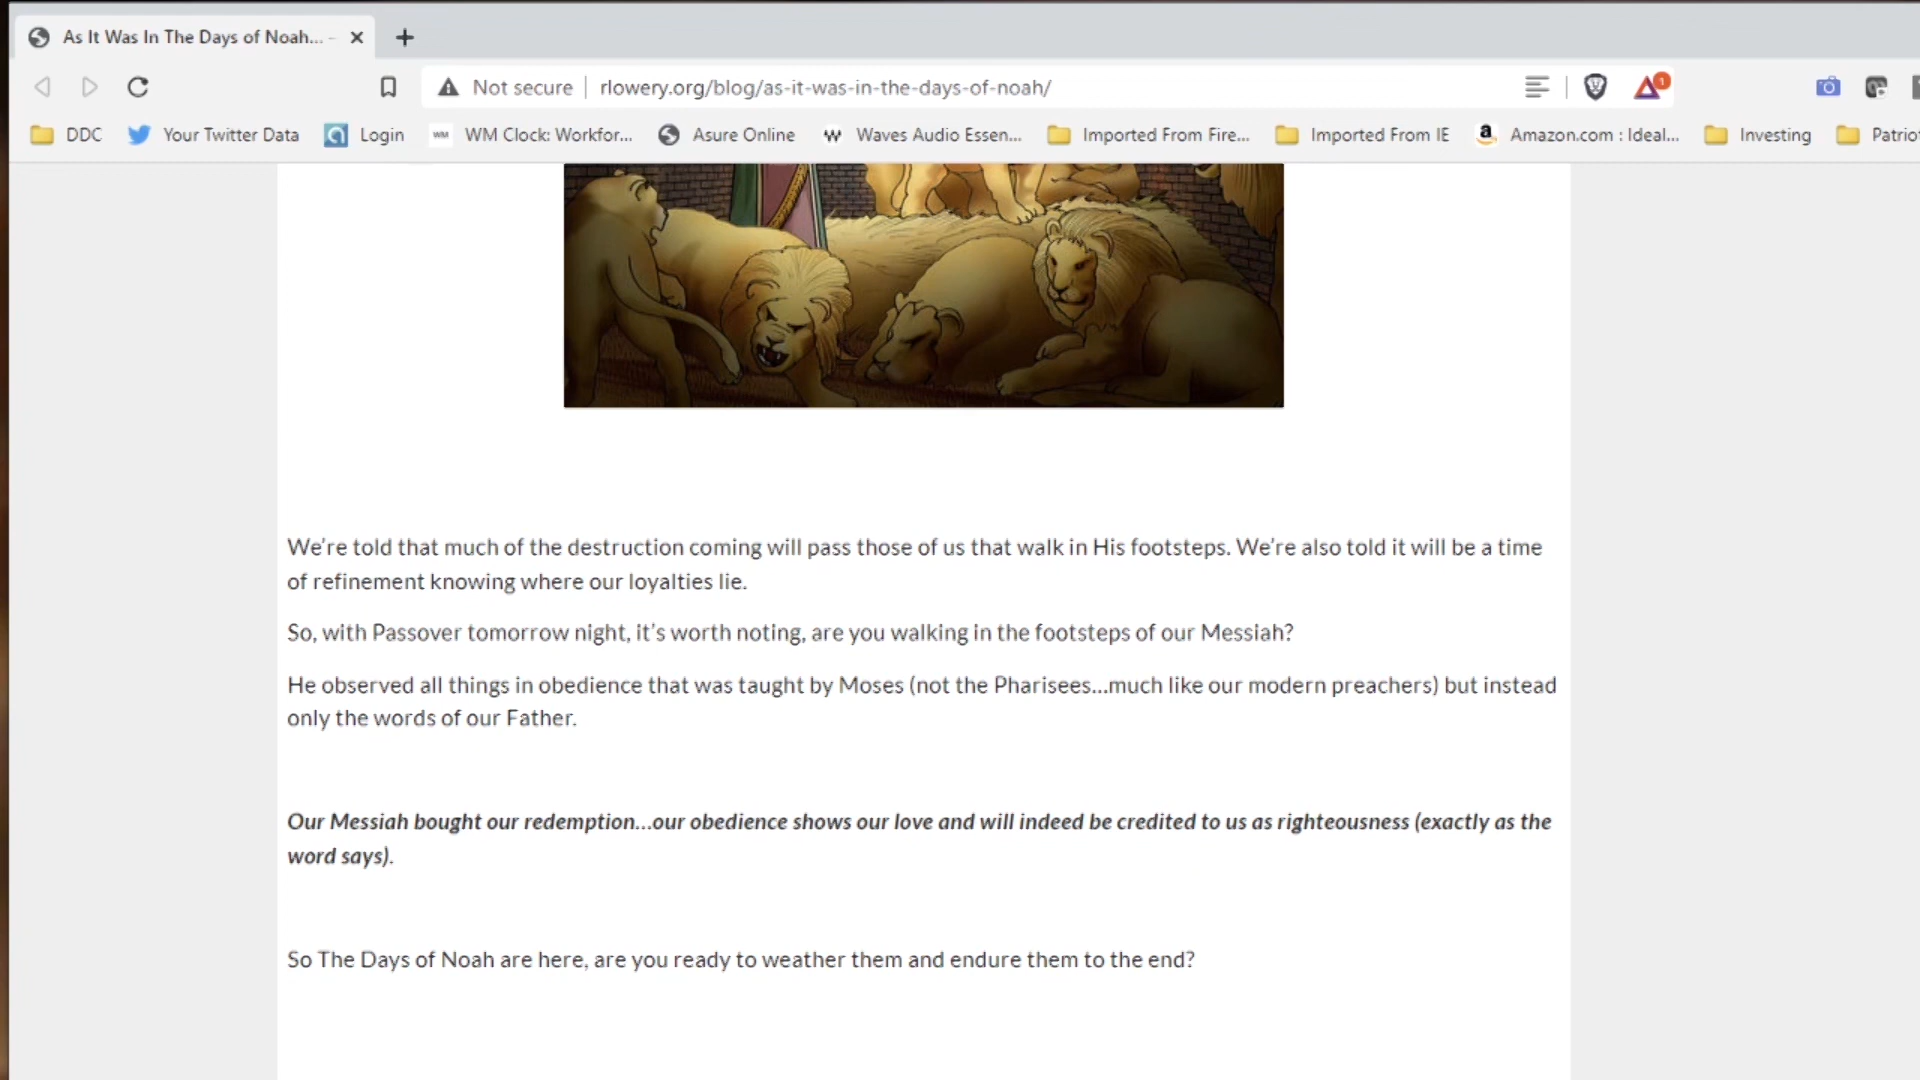 As It Was In The Days of Noah... -
Not secure rlowery.org/blog/as-it-was-in-the-days-of-noah/ 1
DDC Your Twitter Data Login WM WM Clock: Workfor... Asure Online W Waves Audio Essen... Imported From Fire... Imported From IE a Amazon.com : Ideal... Investing Patrio
We're told that much of the destruction coming will pass those of us that walk in His footsteps. We're also told it will be a time
of refinement knowing where our loyalties lie.
So, with Passover tomorrow night, it's worth noting, are you walking in the footsteps of our Messiah?
He observed all things in obedience that was taught by Moses (not the Pharisees...much like our modern preachers) but instead
only the words of our Father.
Our Messiah bought our redemption...our obedience shows our love and will indeed be credited to us as righteousness (exactly as the
word says).
So The Days of Noah are here, are you ready to weather them and endure them to the end?